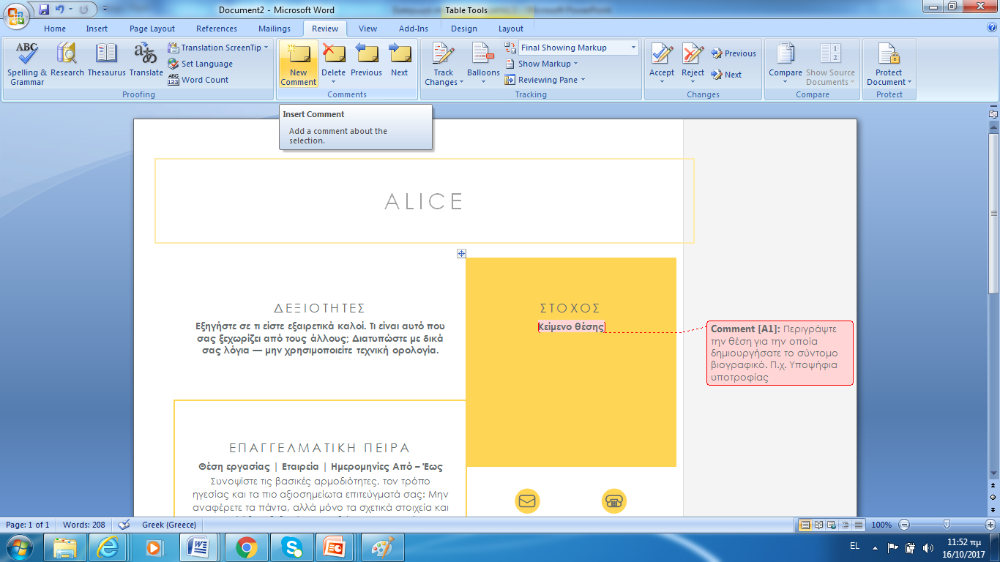 Document2 - Microsoft Word
Table Tools
Home Insert Page Layout References Mailings Review View Add-Ins Design Layout
ABC
Spelling & Grammar
Research
Thesaurus
Translate
Translation ScreenTip
Set Language
Word Count
Proofing
New Comment
Delete
Previous
Next
Comments
Track Changes
Balloons
Final Showing Markup
Show Markup
Reviewing Pane
Tracking
Accept
Reject
Previous
Next
Changes
Compare
Show Source Documents
Compare
Protect Document
Protect
Insert Comment
Add a comment about the
selection.
ALICE
ΔΕΞΙΟΤΗΤΕΣ
Εξηγήστε σε τι είστε εξαιρετικά καλοί. Τι είναι αυτό που
σας ξεχωρίζει από τους άλλους; Διατυπώστε με δικά
σας λόγια — μην χρησιμοποιείτε τεχνική ορολογία.
ΣΤΟΧΟΣ
Κείμενο θέσης
Comment [A1]: Περιγράψτε
την θέση για την οποία
δημιουργήσατε το σύντομο
βιογραφικό. Π.χ. Υποψήφια
υποτροφίας
ΕΠΑΓΓΕΛΜΑΤΙΚΗ ΠΕΙΡΑ
Θέση εργασίας | Εταιρεία | Ημερομηνίες Από – Έως
Συνοψίστε τις βασικές αρμοδιότητες, τον τρόπο
ηγεσίας και τα πιο αξιοσημείωτα επιτεύγματά σας: Μην
αναφέρετε τα πάντα, αλλά μόνο τα σχετικά στοιχεία και
Page: 1 of 1 Words: 208 Greek (Greece) 100%
EL
11:52 πμ
16/10/2017